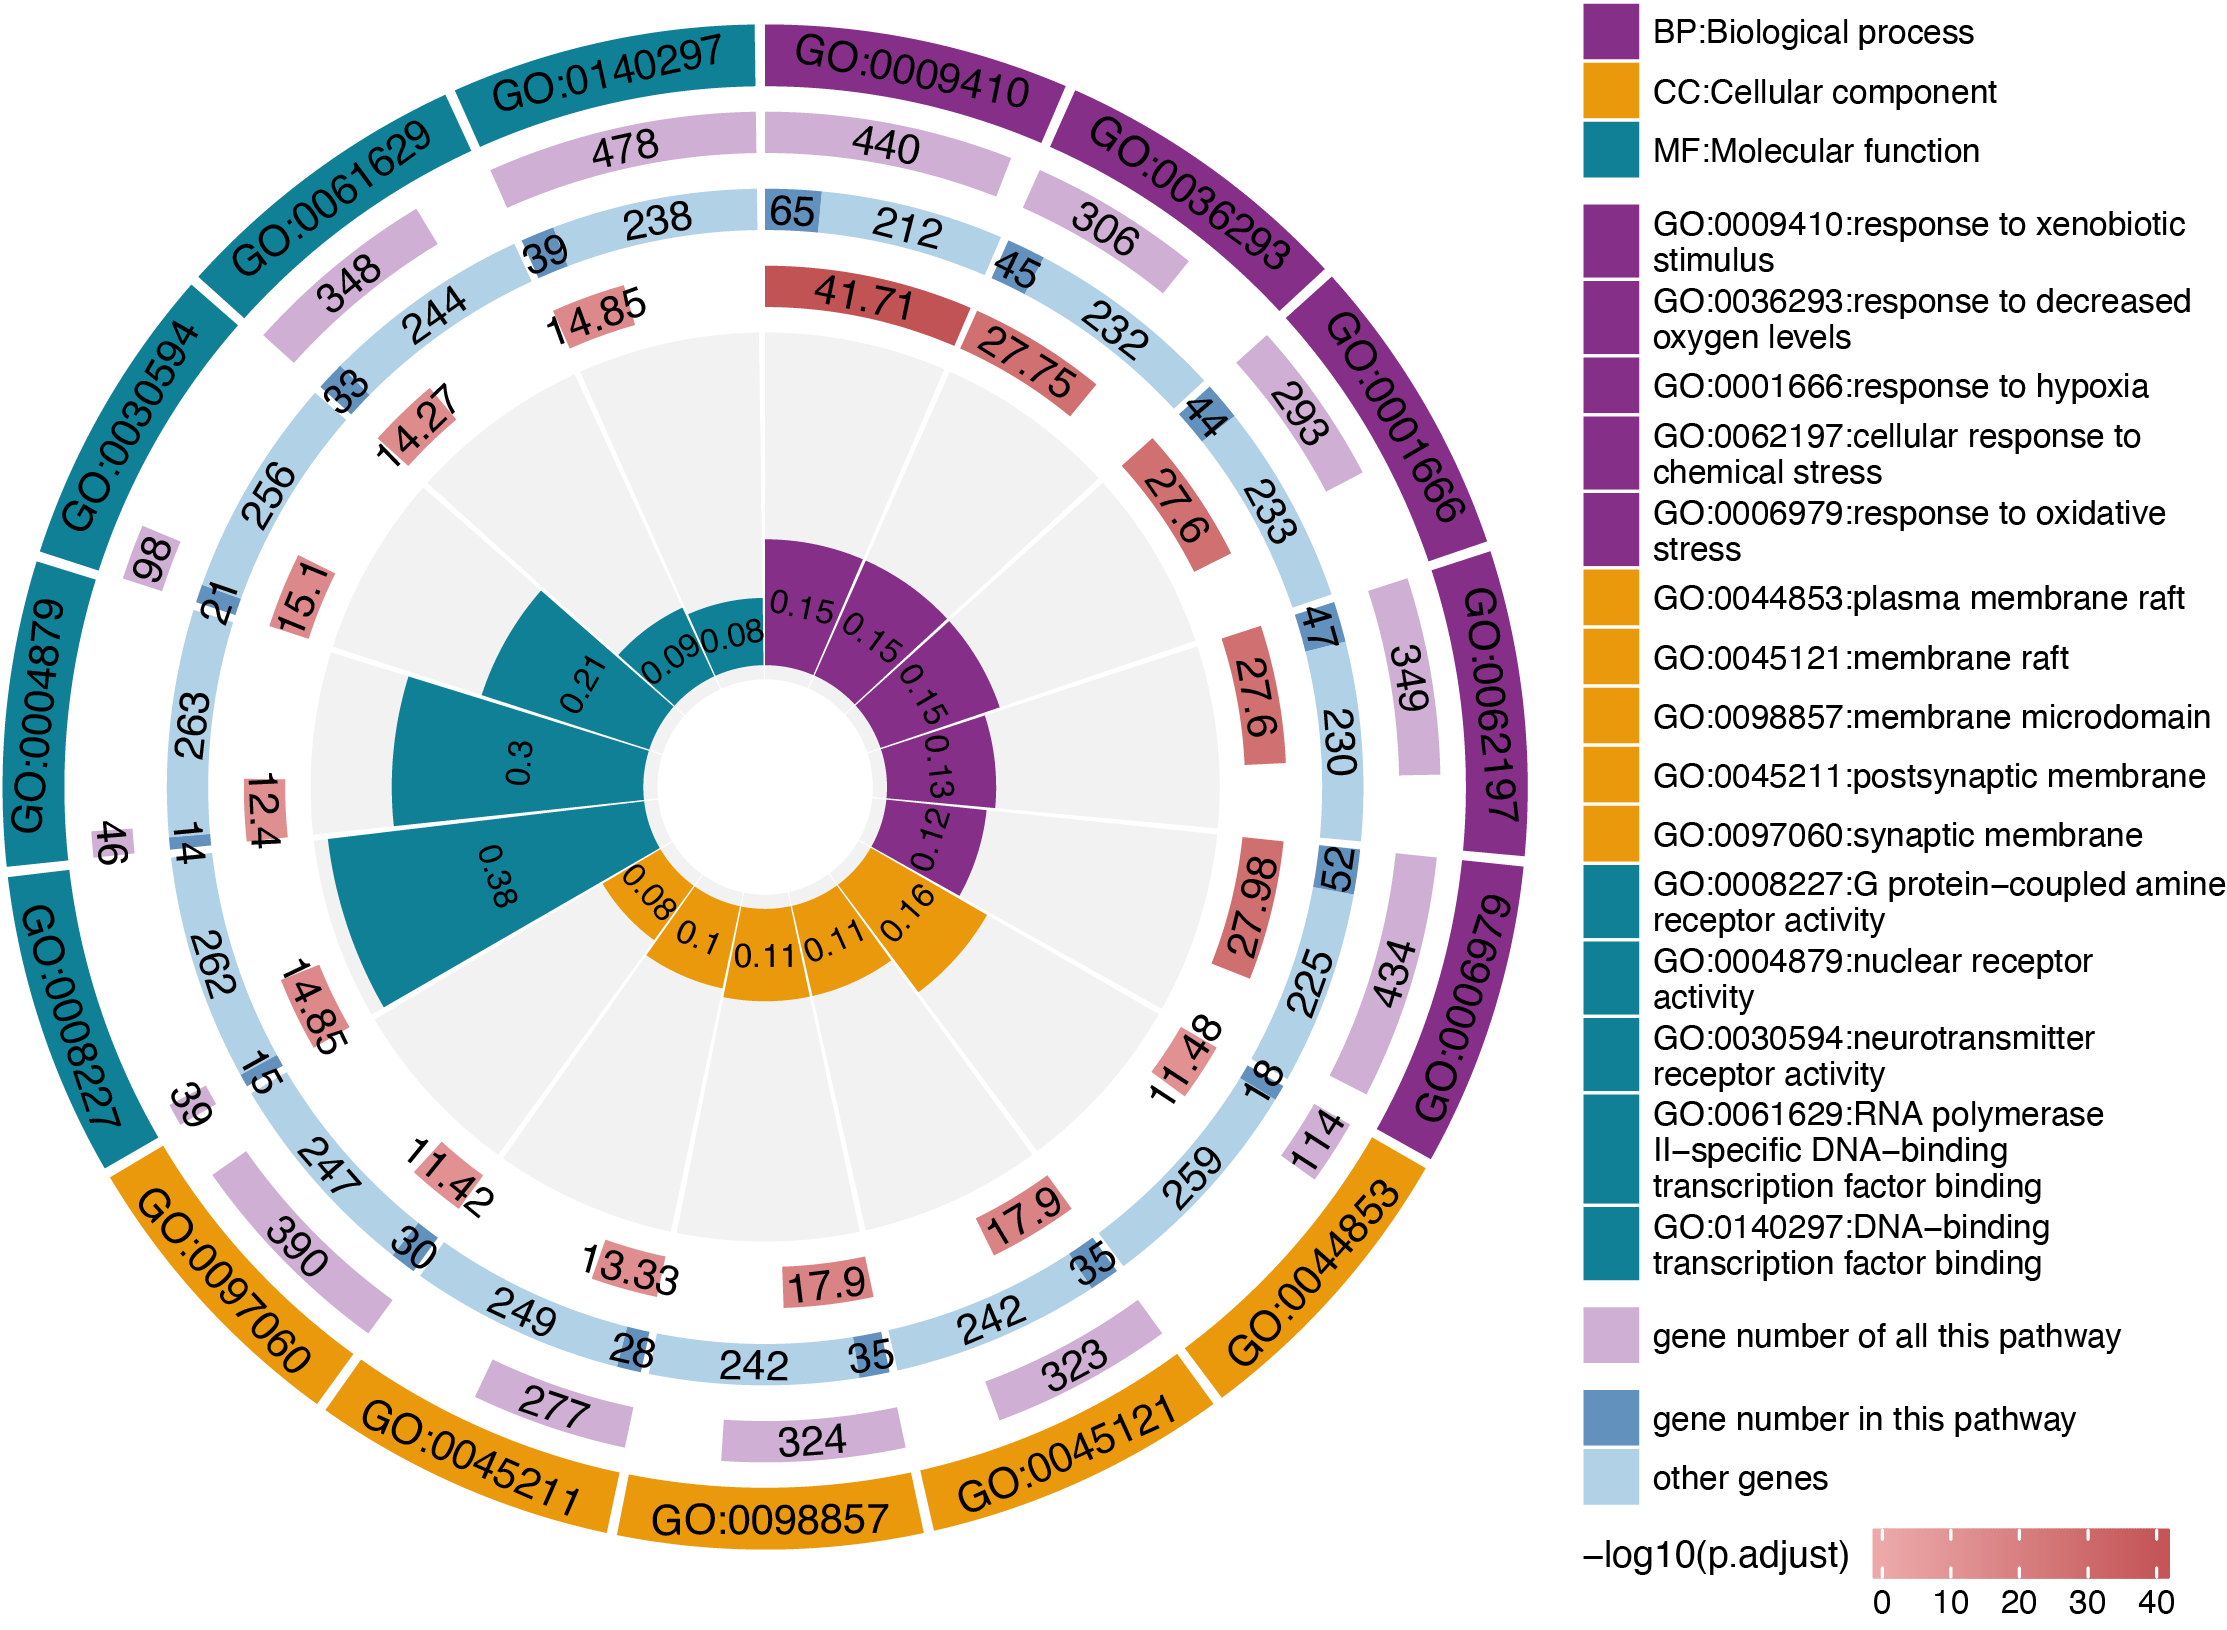 GO:0009410
GO:0036293
GO:0001666
GO:0062197
GO:0006979
GO:0044853
GO:0045121
GO:0098857
GO:0045211
GO:0097060
GO:0008227
GO:0004879
GO:0030594
GO:0061629
GO:0140297
440
306
293
349
434
114
323
324
277
390
39
46
98
348
478
65
212
45
232
44
233
47
230
52
225
18
259
35
242
35
242
28
249
30
247
15
262
14
263
21
256
33
244
39
238
41.71
27.75
27.6
27.6
27.98
11.48
17.9
17.9
13.33
11.42
14.85
12.4
15.1
14.27
14.85
0.15
0.15
0.15
0.13
0.12
0.16
0.11
0.11
0.1
0.08
0.38
0.3
0.21
0.09
0.08
BP:Biological process
CC:Cellular component
MF:Molecular function
GO:0009410:response to xenobiotic
stimulus
GO:0036293:response to decreased
oxygen levels
GO:0001666:response to hypoxia
GO:0062197:cellular response to
chemical stress
GO:0006979:response to oxidative
stress
GO:0044853:plasma membrane raft
GO:0045121:membrane raft
GO:0098857:membrane microdomain
GO:0045211:postsynaptic membrane
GO:0097060:synaptic membrane
GO:0008227:G protein−coupled amine
receptor activity
GO:0004879:nuclear receptor
activity
GO:0030594:neurotransmitter
receptor activity
GO:0061629:RNA polymerase
II−specific DNA−binding
transcription factor binding
GO:0140297:DNA−binding
transcription factor binding
gene number of all this pathway
gene number in this pathway
other genes
−log10(p.adjust)
0 10 20 30 40